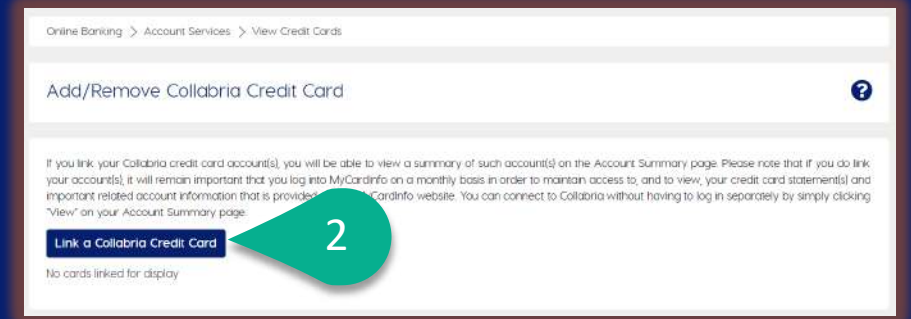 Online Banking > Account Services > View Credit Cards
Add/Remove Collabria Credit Card
?
If you link your Collabria credit card account(s), you will be able to view a summary of such account(s) on the Account Summary page. Please note that if you do link
your account(s), it will remain important that you log into MyCardInfo on a monthly basis in order to maintain access to, and to view, your credit card statement(s) and
important related account information that is provided CardInfo website. You can connect to Collabria without having to log in separately by simply clicking
"View" on your Account Summary page.
Link a Collabria Credit Card
2
No cards linked for display